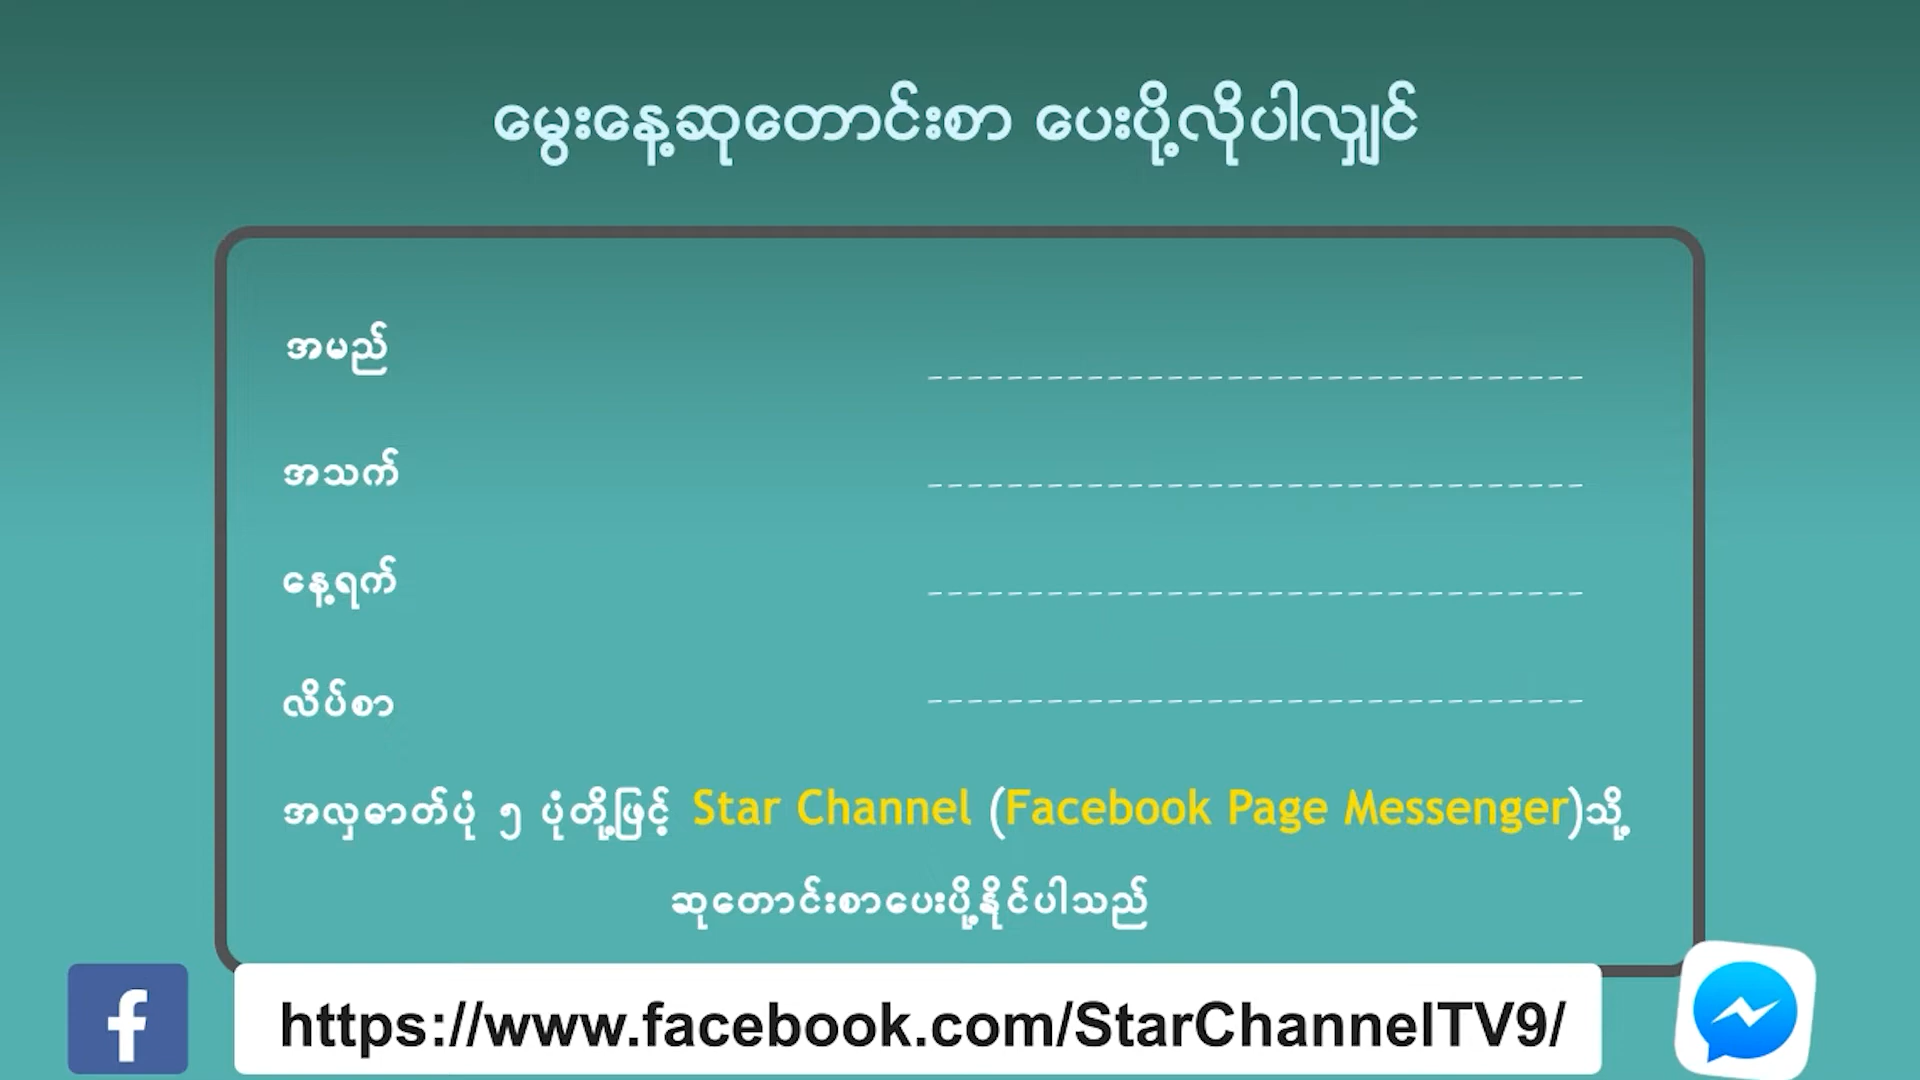 မွေးနေ့ဆုတောင်းစာ ပေးပို့လိုပါလျှင်
အမည်
အသက်
နေ့ရက်
လိပ်စာ
အလှဓာတ်ပုံ ၅ ပုံတို့ဖြင့် Star Channel (Facebook Page Messenger)သို့
ဆုတောင်းစာပေးပို့နိုင်ပါသည်
https://www.facebook.com/StarChannelTV9/